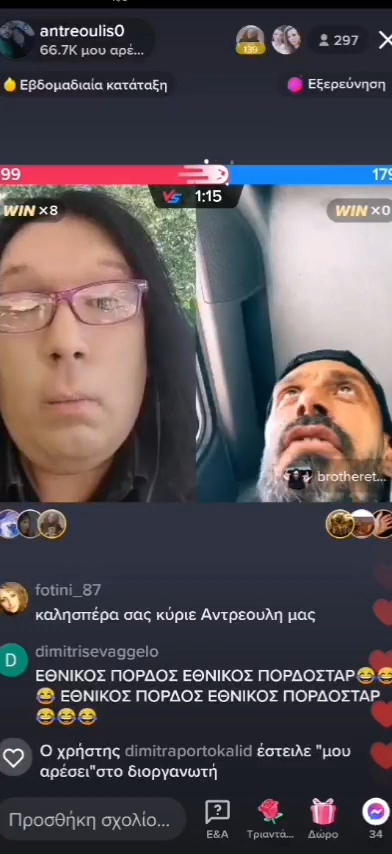 antreoulis0
66.7K μου αρέ...
139
297
Εβδομαδιαία κατάταξη
Εξερεύνηση
99
179
VS 1:15
WIN ×8
WIN ×0
brotheret...
fotini_87
καλησπέρα σας κύριε Αντρεουλη μας
D
dimitrisevaggelo
ΕΘΝΙΚΟΣ ΠΟΡΔΟΣ ΕΘΝΙΚΟΣ ΠΟΡΔΟΣΤΑΡ😂😂
😂 ΕΘΝΙΚΟΣ ΠΟΡΔΟΣ ΕΘΝΙΚΟΣ ΠΟΡΔΟΣΤΑΡ
😂😂😂
Ο χρήστης dimitraportokalid έστειλε "μου
αρέσει"στο διοργανωτή
Προσθήκη σχολίο...
E&A
Τριαντά...
Δώρο
34